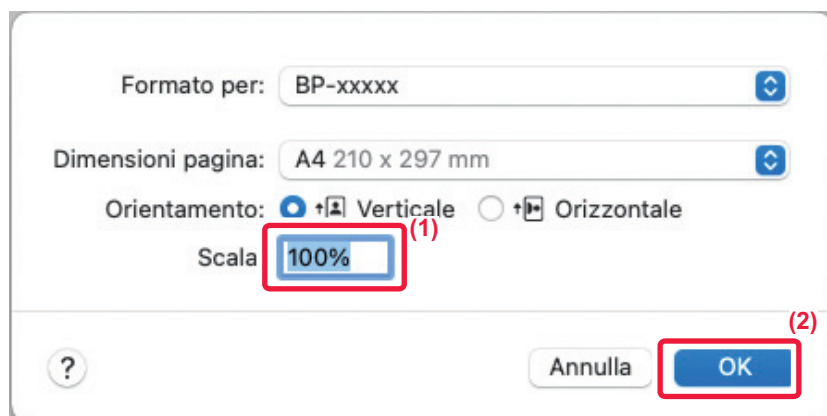 Formato per: BP-xxxxx
Dimensioni pagina: A4 210 x 297 mm
Orientamento: Verticale Orizzontale
(1)
Scala 100%
(2)
? Annulla OK